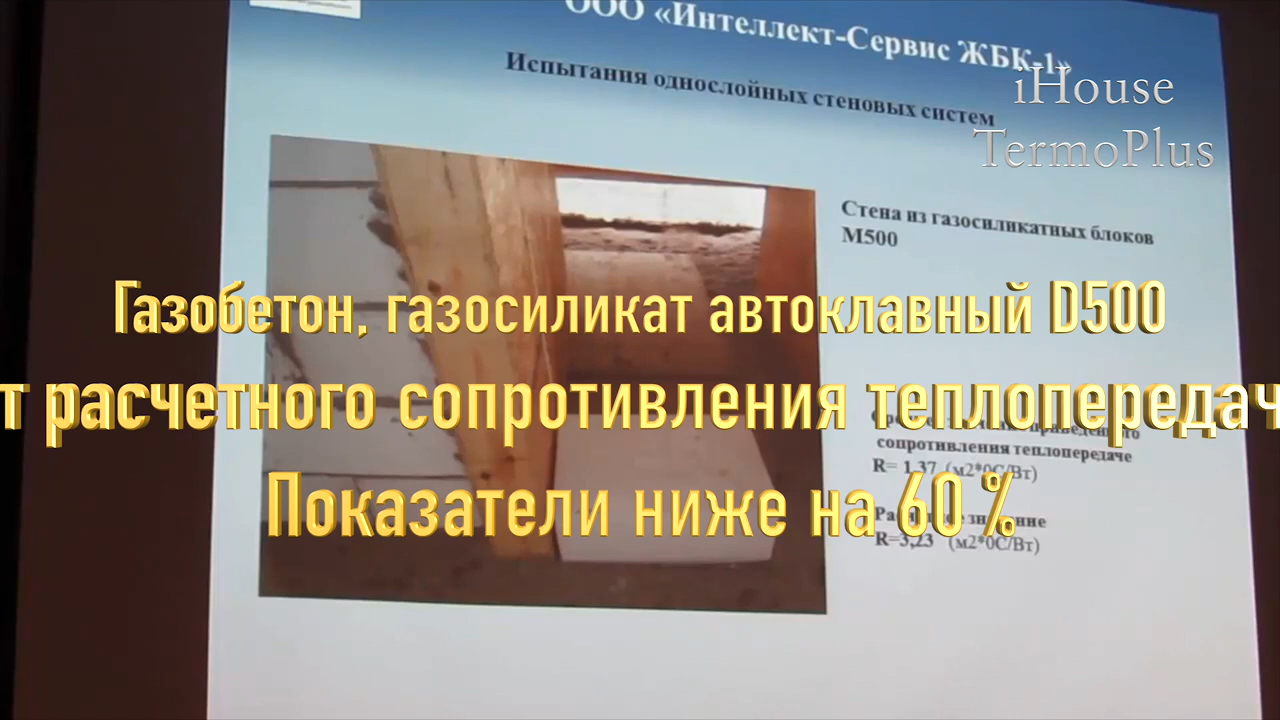 ООО «Интеллект-Сервис ЖБК-1»
Испытания однослойных стеновых систем
iHouse
TermoPlus
Стена из газосиликатных блоков
М500
Газобетон, газосиликат автоклавный D500
т расчетного сопротивления теплопередач
сопротивления теплопередаче
R= 1,37 (м2*0С/Вт)
Показатели ниже на 60 %
R=3,23 (м2*0С/Вт)